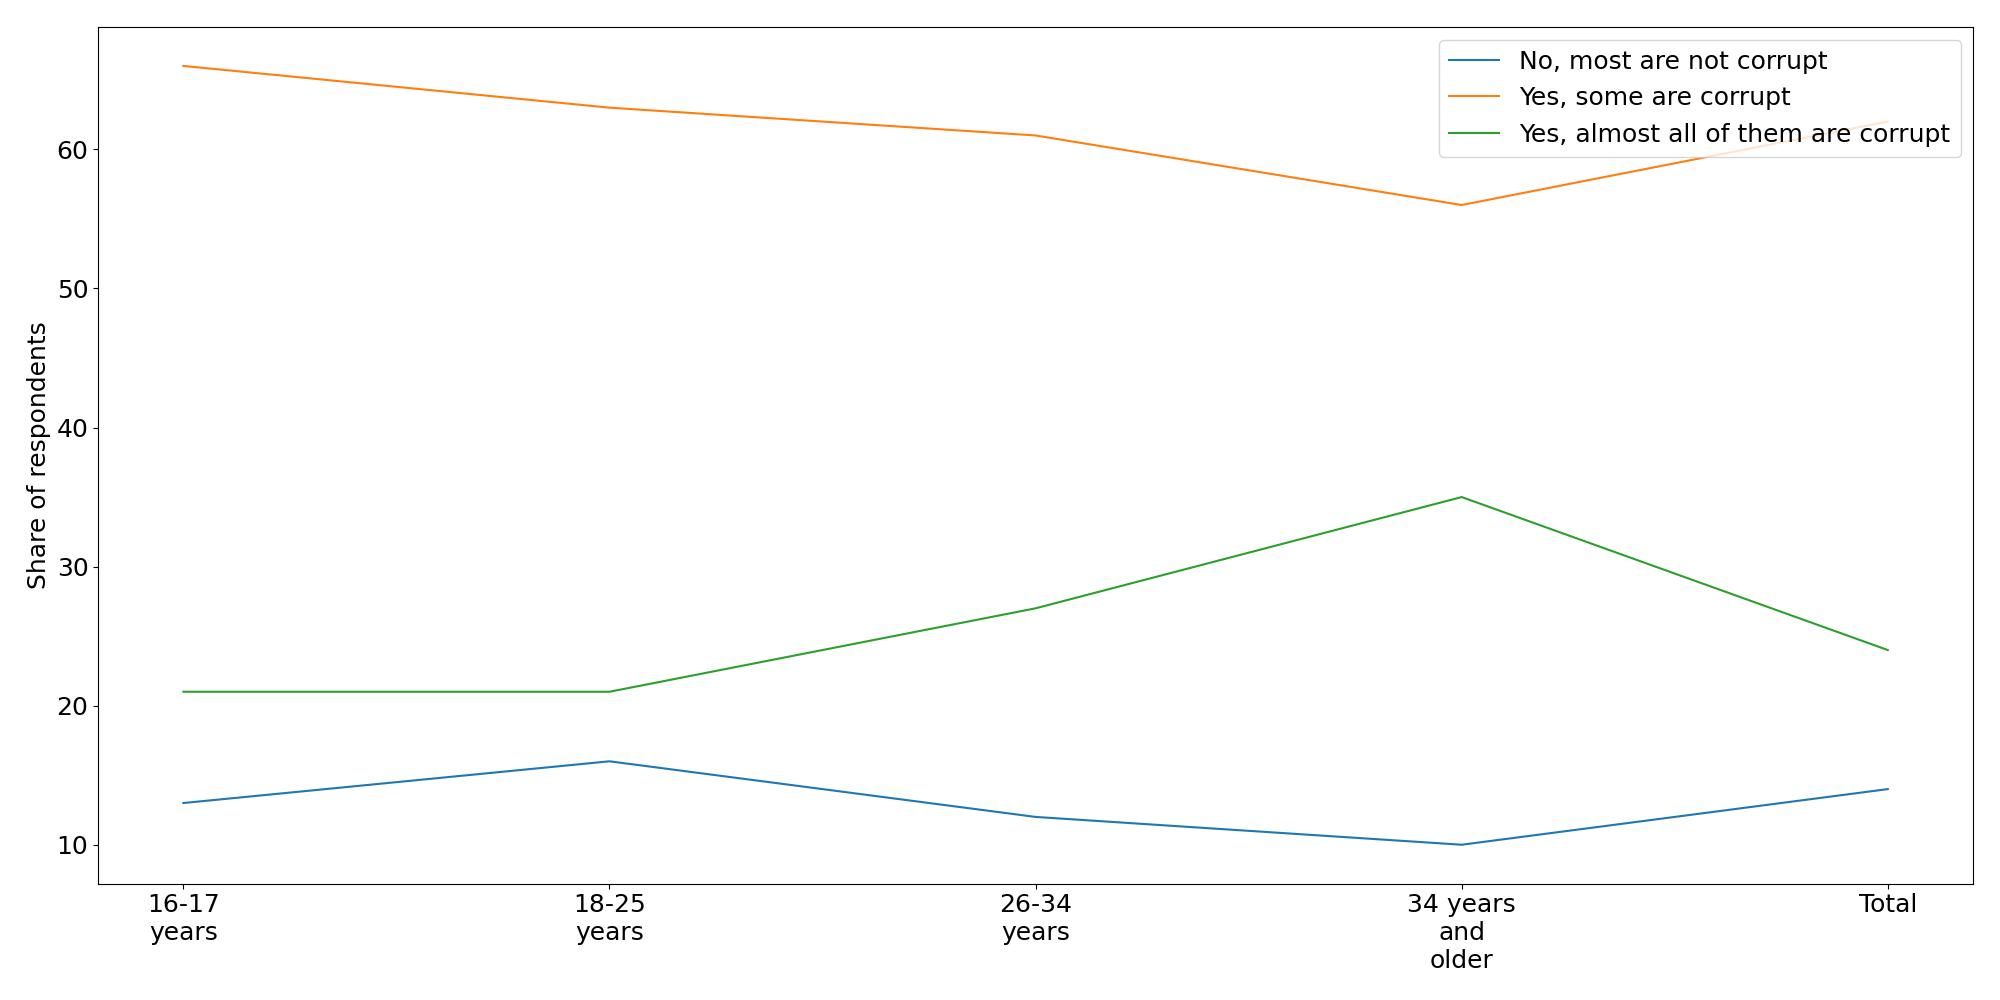 No, most are not corrupt
Yes, some are corrupt
Yes, almost all of them are corrupt
Share of respondents
60
50
40
30
20
10
16-17
years
18-25
years
26-34
years
34 years
and
older
Total